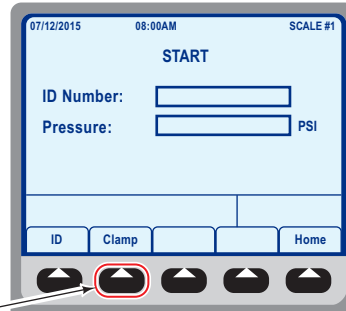 07/12/2015 08:00AM SCALE #1
START
ID Number:
Pressure: PSI
ID Clamp Home